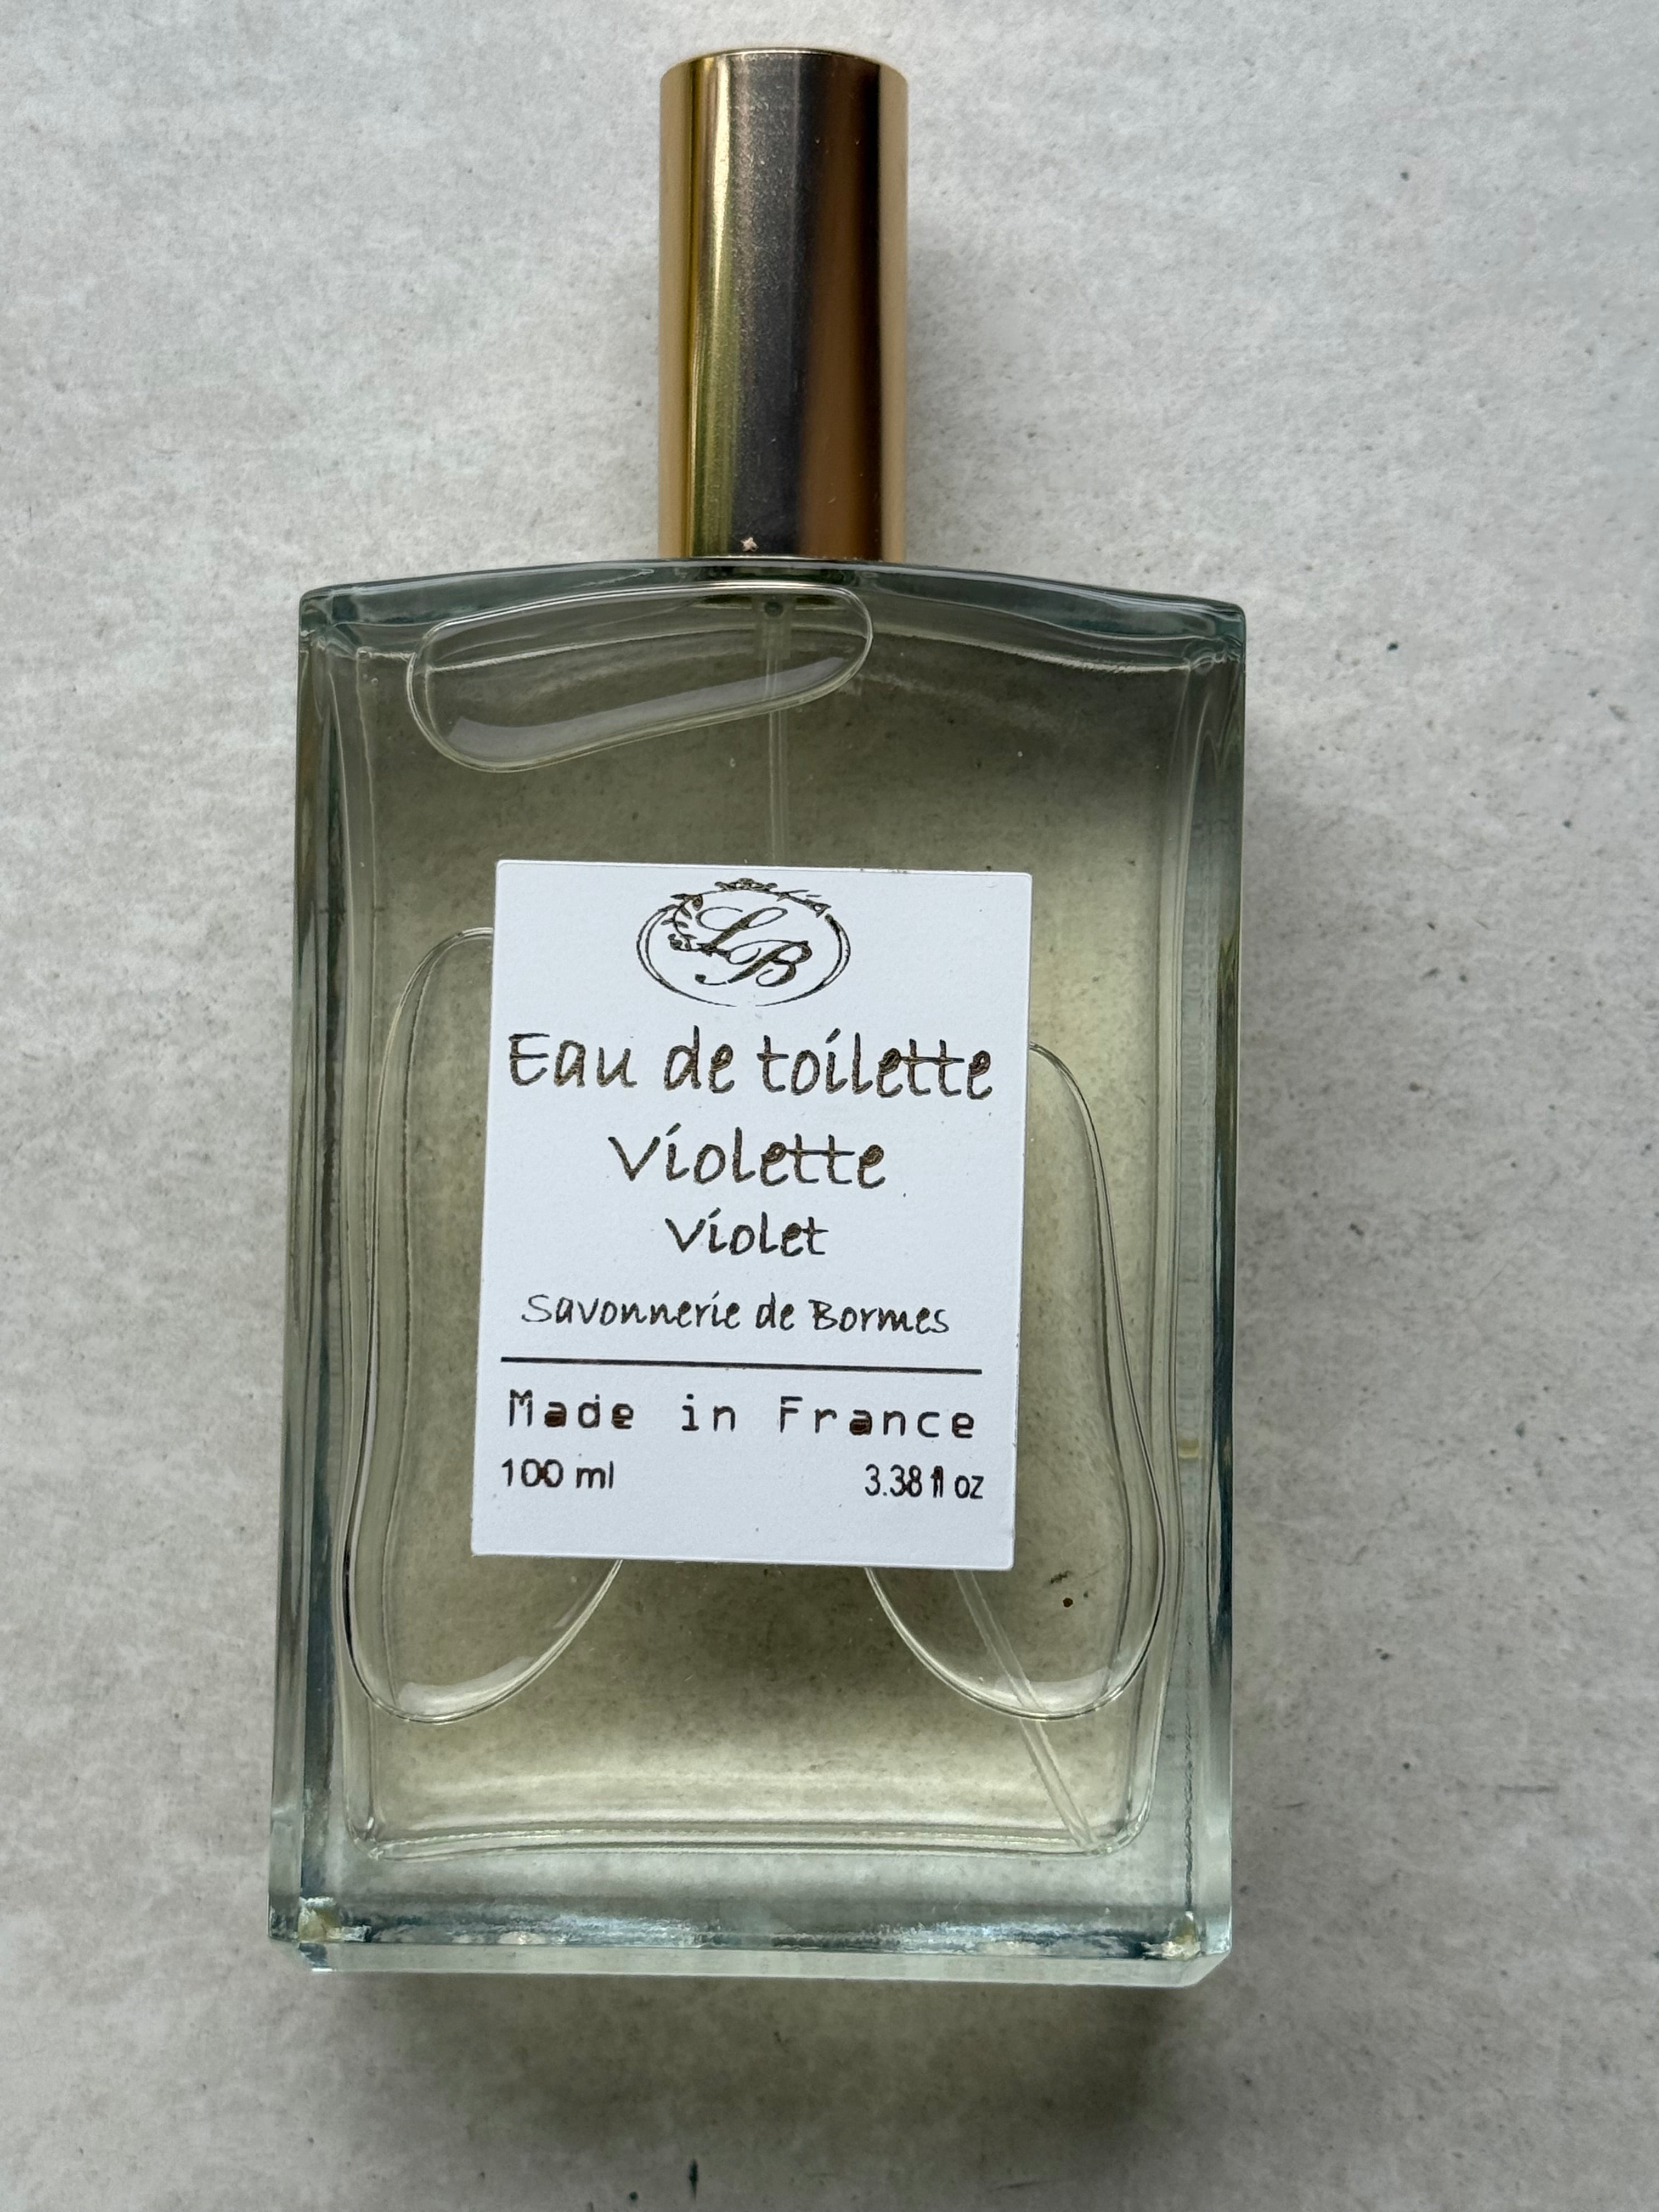 LB
Eau de toilette
Violette
Violet
Savonnerie de Bormes
Made in France
100 ml 3.38 fl oz